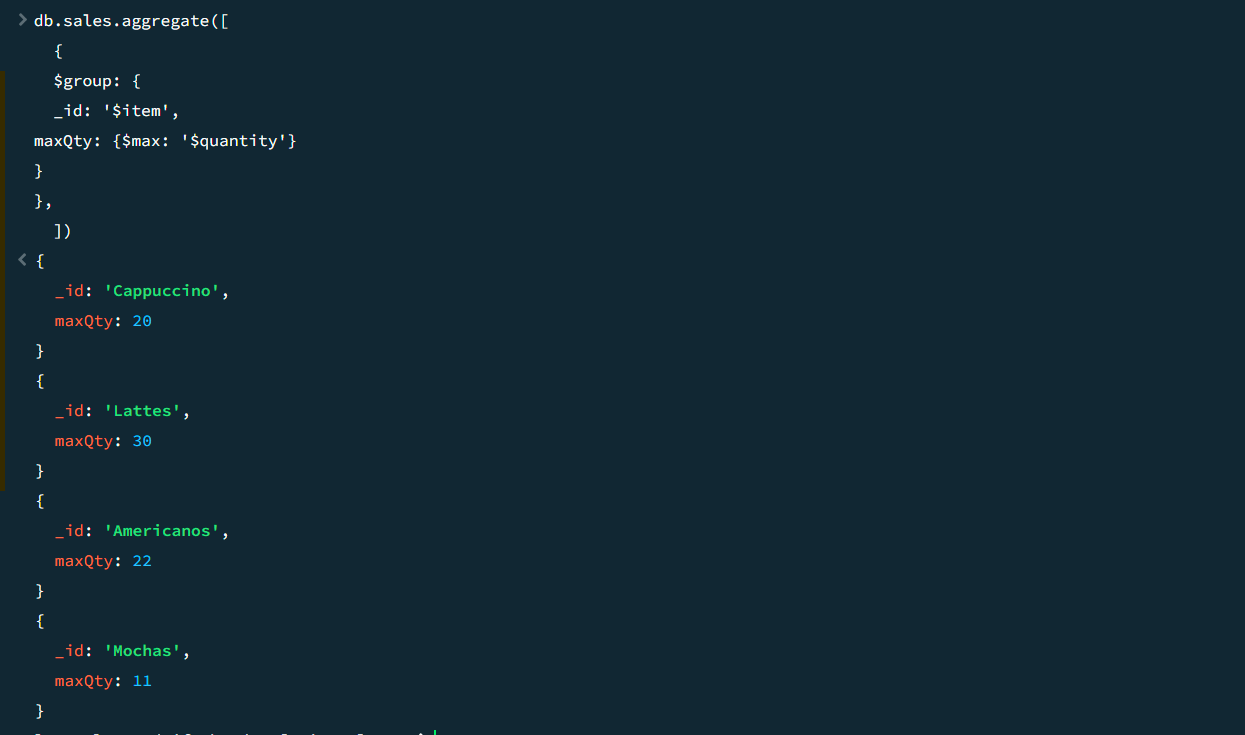 > db.sales.aggregate([
{
$group: {
_id: '$item',
maxQty: {$max: '$quantity'}
}
},
])
< {
_id: 'Cappuccino',
maxQty: 20
}
{
_id: 'Lattes',
maxQty: 30
}
{
_id: 'Americanos',
maxQty: 22
}
{
_id: 'Mochas',
maxQty: 11
}